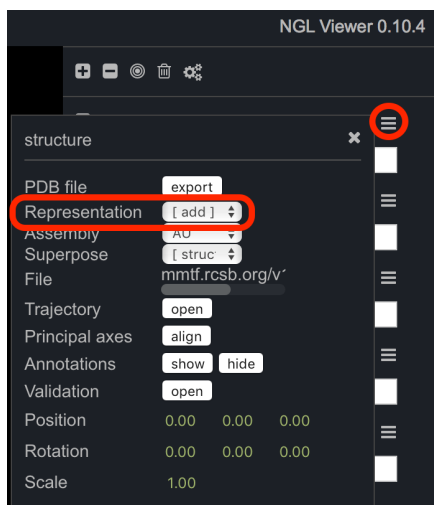 NGL Viewer 0.10.4
structure
PDB file export
Representation [ add ]
Assembly AU
Superpose [ struc
File mmtf.rcsb.org/v
Trajectory open
Principal axes align
Annotations show hide
Validation open
Position 0.00 0.00 0.00
Rotation 0.00 0.00 0.00
Scale 1.00